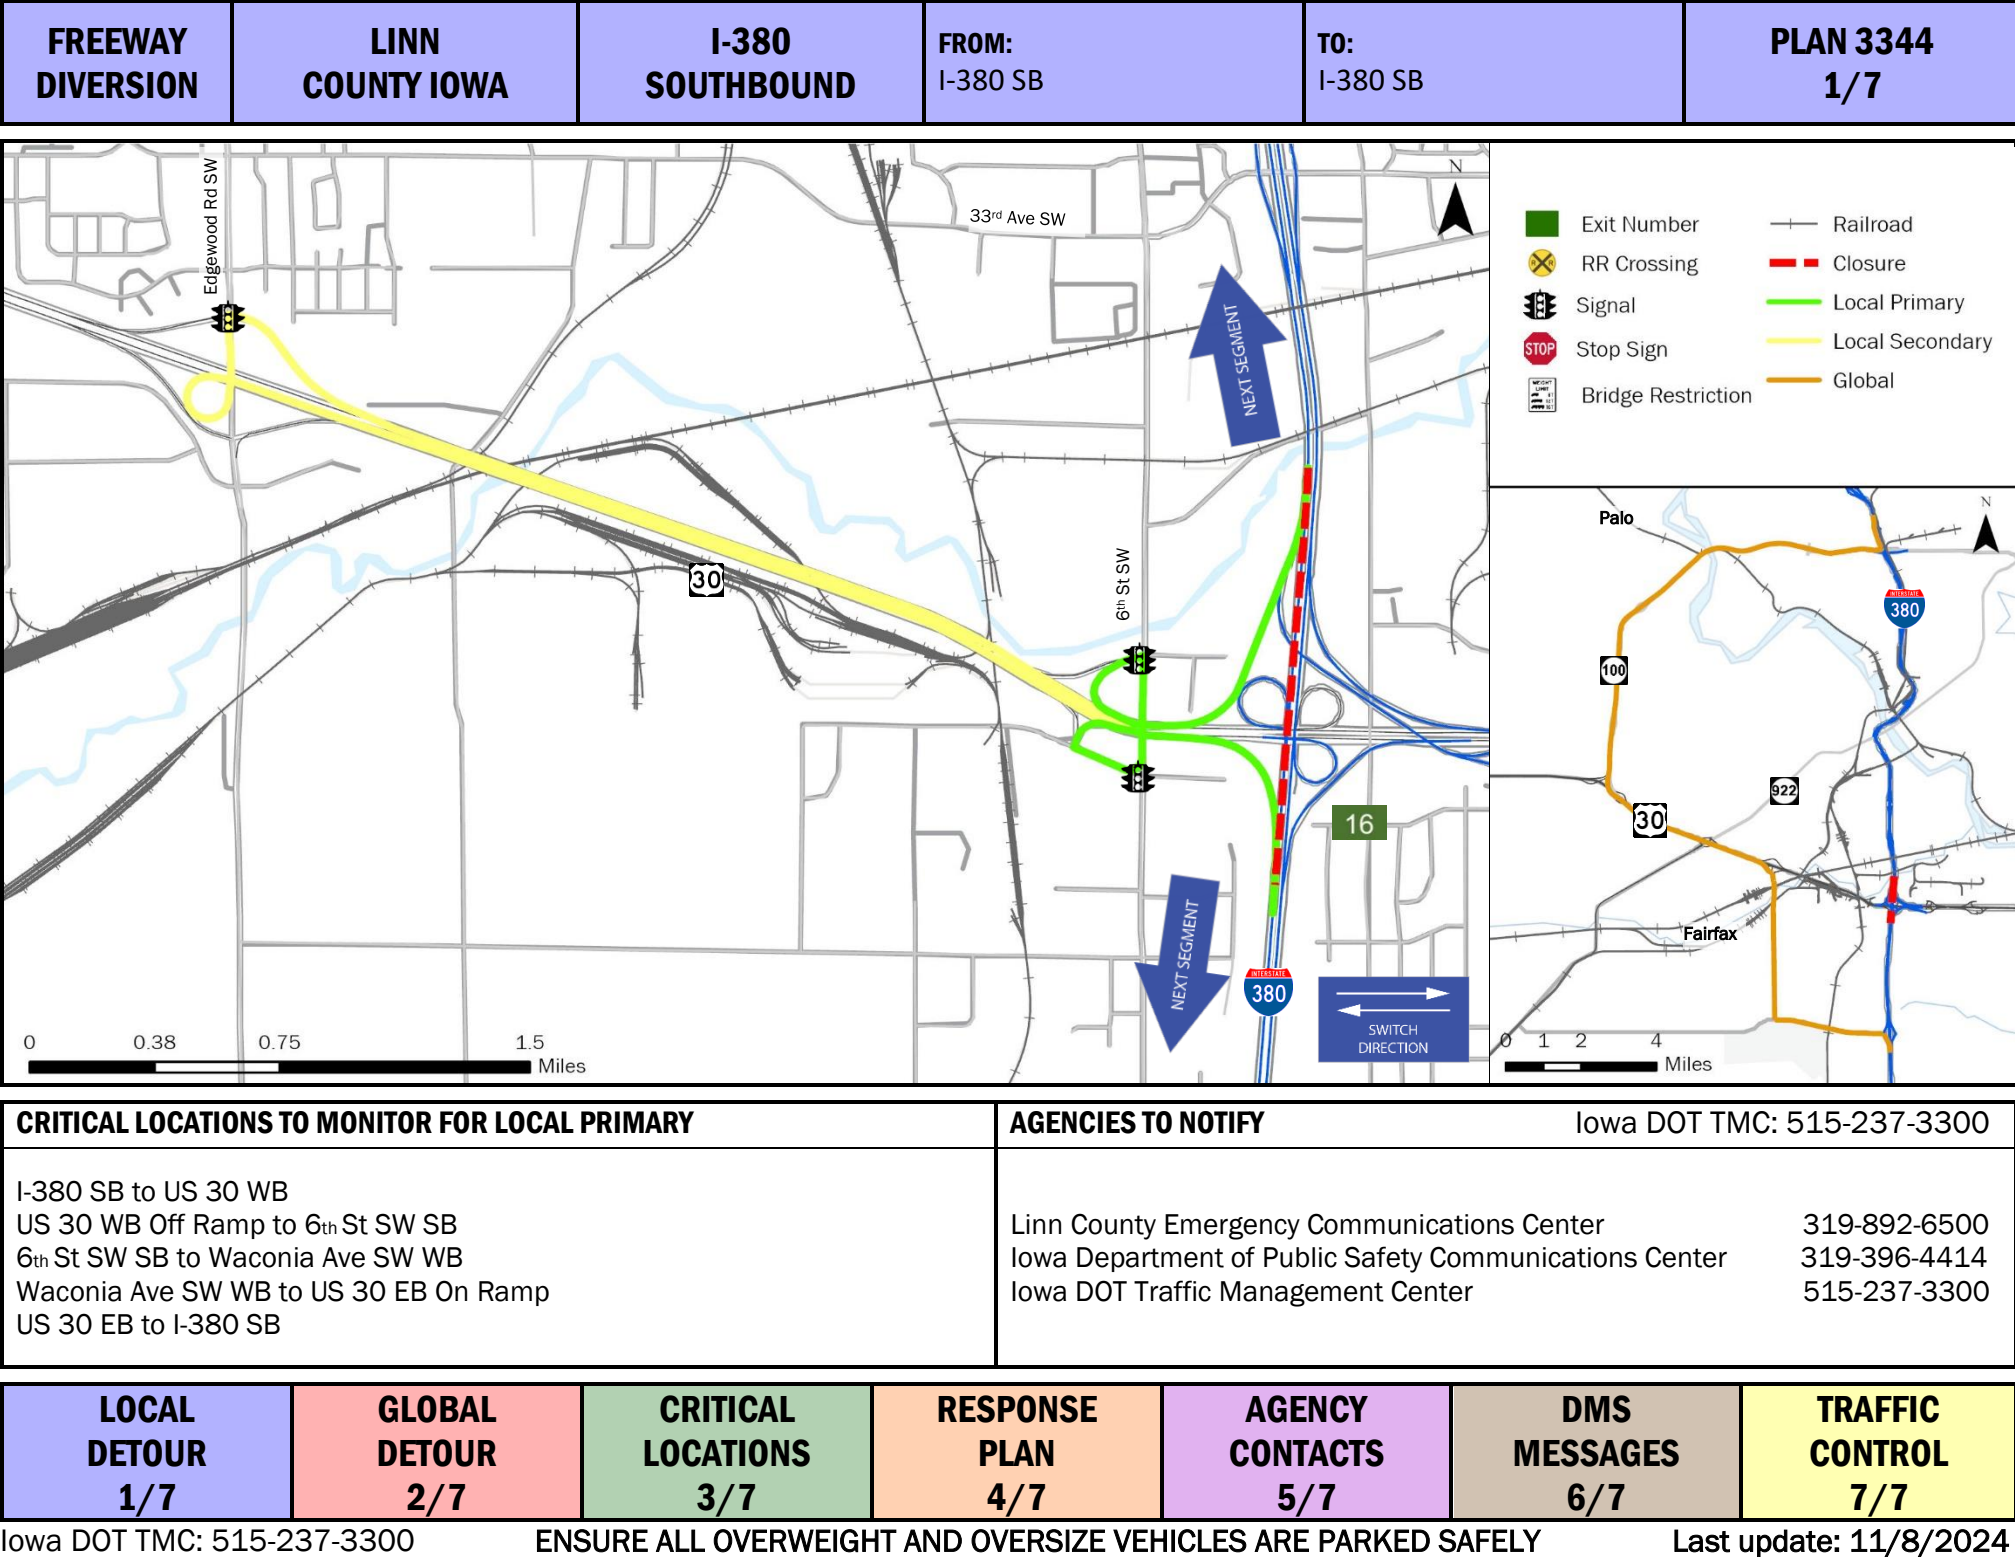 FREEWAY
DIVERSION
LINN
COUNTY IOWA
I-380
SOUTHBOUND
FROM:
I-380 SB
TO:
I-380 SB
PLAN 3344
1/7
Edgewood Rd SW
33rd Ave SW
N
NEXT SEGMENT
30
6th St SW
16
NEXT SEGMENT
INTERSTATE
380
SWITCH
DIRECTION
0 0.38 0.75 1.5
Miles
Exit Number
RR Crossing
Signal
STOP Stop Sign
WEIGHT
LIMIT
Bridge Restriction
Railroad
Closure
Local Primary
Local Secondary
Global
Palo
N
INTERSTATE
380
100
922
30
Fairfax
0 1 2 4
Miles
CRITICAL LOCATIONS TO MONITOR FOR LOCAL PRIMARY
I-380 SB to US 30 WB
US 30 WB Off Ramp to 6th St SW SB
6th St SW SB to Waconia Ave SW WB
Waconia Ave SW WB to US 30 EB On Ramp
US 30 EB to I-380 SB
AGENCIES TO NOTIFY Iowa DOT TMC: 515-237-3300
Linn County Emergency Communications Center 319-892-6500
Iowa Department of Public Safety Communications Center 319-396-4414
Iowa DOT Traffic Management Center 515-237-3300
LOCAL
DETOUR
1/7
GLOBAL
DETOUR
2/7
CRITICAL
LOCATIONS
3/7
RESPONSE
PLAN
4/7
AGENCY
CONTACTS
5/7
DMS
MESSAGES
6/7
TRAFFIC
CONTROL
7/7
Iowa DOT TMC: 515-237-3300 ENSURE ALL OVERWEIGHT AND OVERSIZE VEHICLES ARE PARKED SAFELY Last update: 11/8/2024